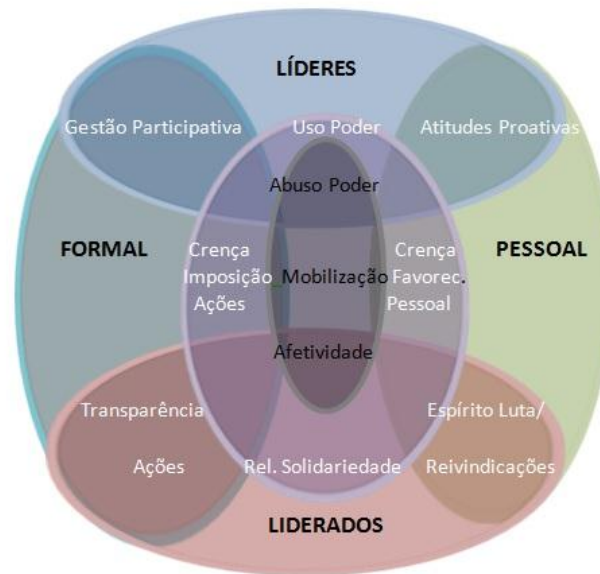 LÍDERES
Gestão Participativa
Uso Poder
Atitudes Proativas
Abuso Poder
FORMAL
PESSOAL
Crença
Imposição
Ações
Mobilização
Crença
Favorec.
Pessoal
Afetividade
Transparência
Ações
Espírito Luta/
Reivindicações
Rel. Solidariedade
LIDERADOS